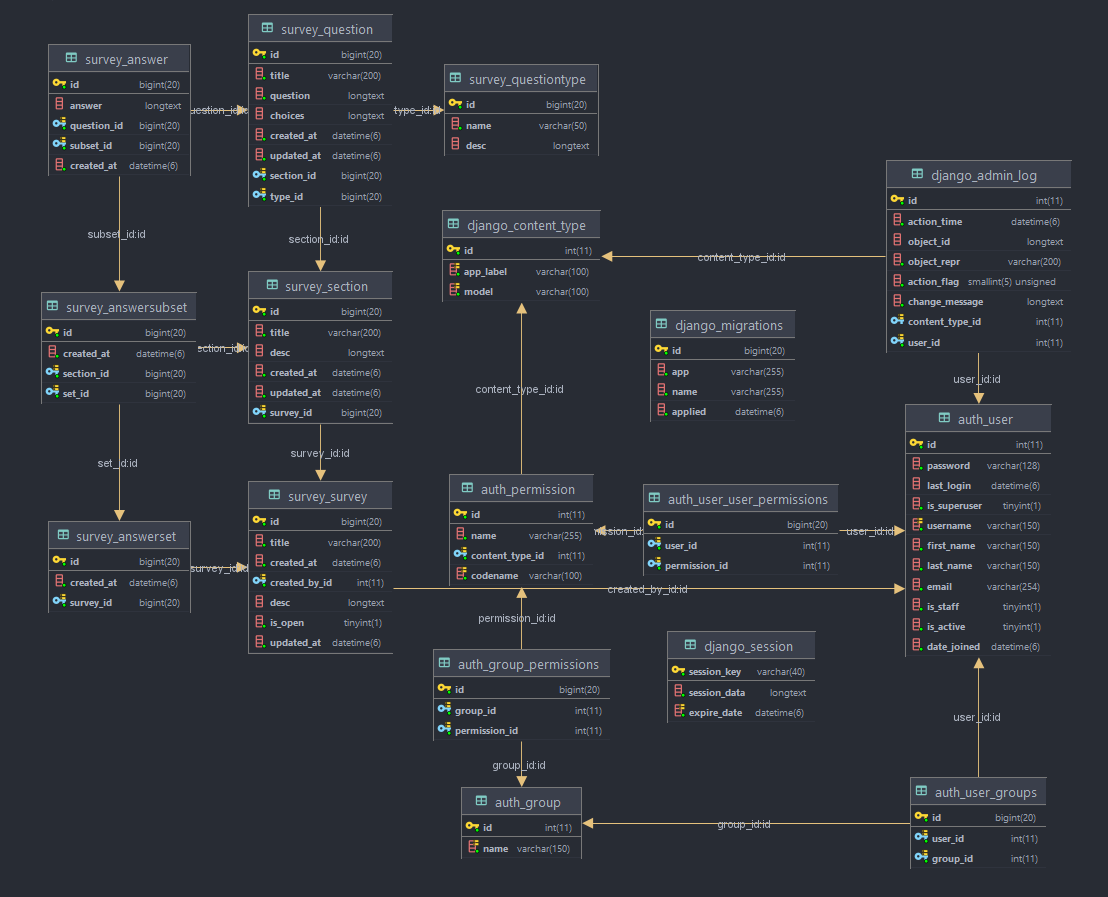 survey_answer
id bigint(20)
answer longtext
question_id bigint(20)
subset_id bigint(20)
created_at datetime(6)
survey_question
id bigint(20)
title varchar(200)
question longtext
choices longtext
created_at datetime(6)
updated_at datetime(6)
section_id bigint(20)
type_id bigint(20)
survey_questiontype
id bigint(20)
name varchar(50)
desc longtext
type_id:
subset_id:id
section_id:id
django_content_type
id int(11)
app_label varchar(100)
model varchar(100)
content_type_id:id
django_admin_log
id int(11)
action_time datetime(6)
object_id longtext
object_repr varchar(200)
action_flag smallint(5) unsigned
change_message longtext
content_type_id int(11)
user_id int(11)
survey_answersubset
id bigint(20)
created_at datetime(6)
section_id bigint(20)
set_id bigint(20)
survey_section
id bigint(20)
title varchar(200)
desc longtext
created_at datetime(6)
updated_at datetime(6)
survey_id bigint(20)
django_migrations
id bigint(20)
app varchar(255)
name varchar(255)
applied datetime(6)
content_type_id:id
user_id:id
set_id:id
survey_id:id
auth_user
id int(11)
password varchar(128)
last_login datetime(6)
is_superuser tinyint(1)
username varchar(150)
first_name varchar(150)
last_name varchar(150)
email varchar(254)
is_staff tinyint(1)
is_active tinyint(1)
date_joined datetime(6)
survey_answerset
id bigint(20)
created_at datetime(6)
survey_id bigint(20)
survey_survey
id bigint(20)
title varchar(200)
created_at datetime(6)
created_by_id int(11)
desc longtext
is_open tinyint(1)
updated_at datetime(6)
auth_permission
id int(11)
name varchar(255)
content_type_id int(11)
codename varchar(100)
auth_user_user_permissions
id bigint(20)
user_id int(11)
permission_id int(11)
user_id:id
created_by_id:id
permission_id:id
auth_group_permissions
id bigint(20)
group_id int(11)
permission_id int(11)
django_session
session_key varchar(40)
session_data longtext
expire_date datetime(6)
user_id:id
group_id:id
auth_group
id int(11)
name varchar(150)
group_id:id
auth_user_groups
id bigint(20)
user_id int(11)
group_id int(11)